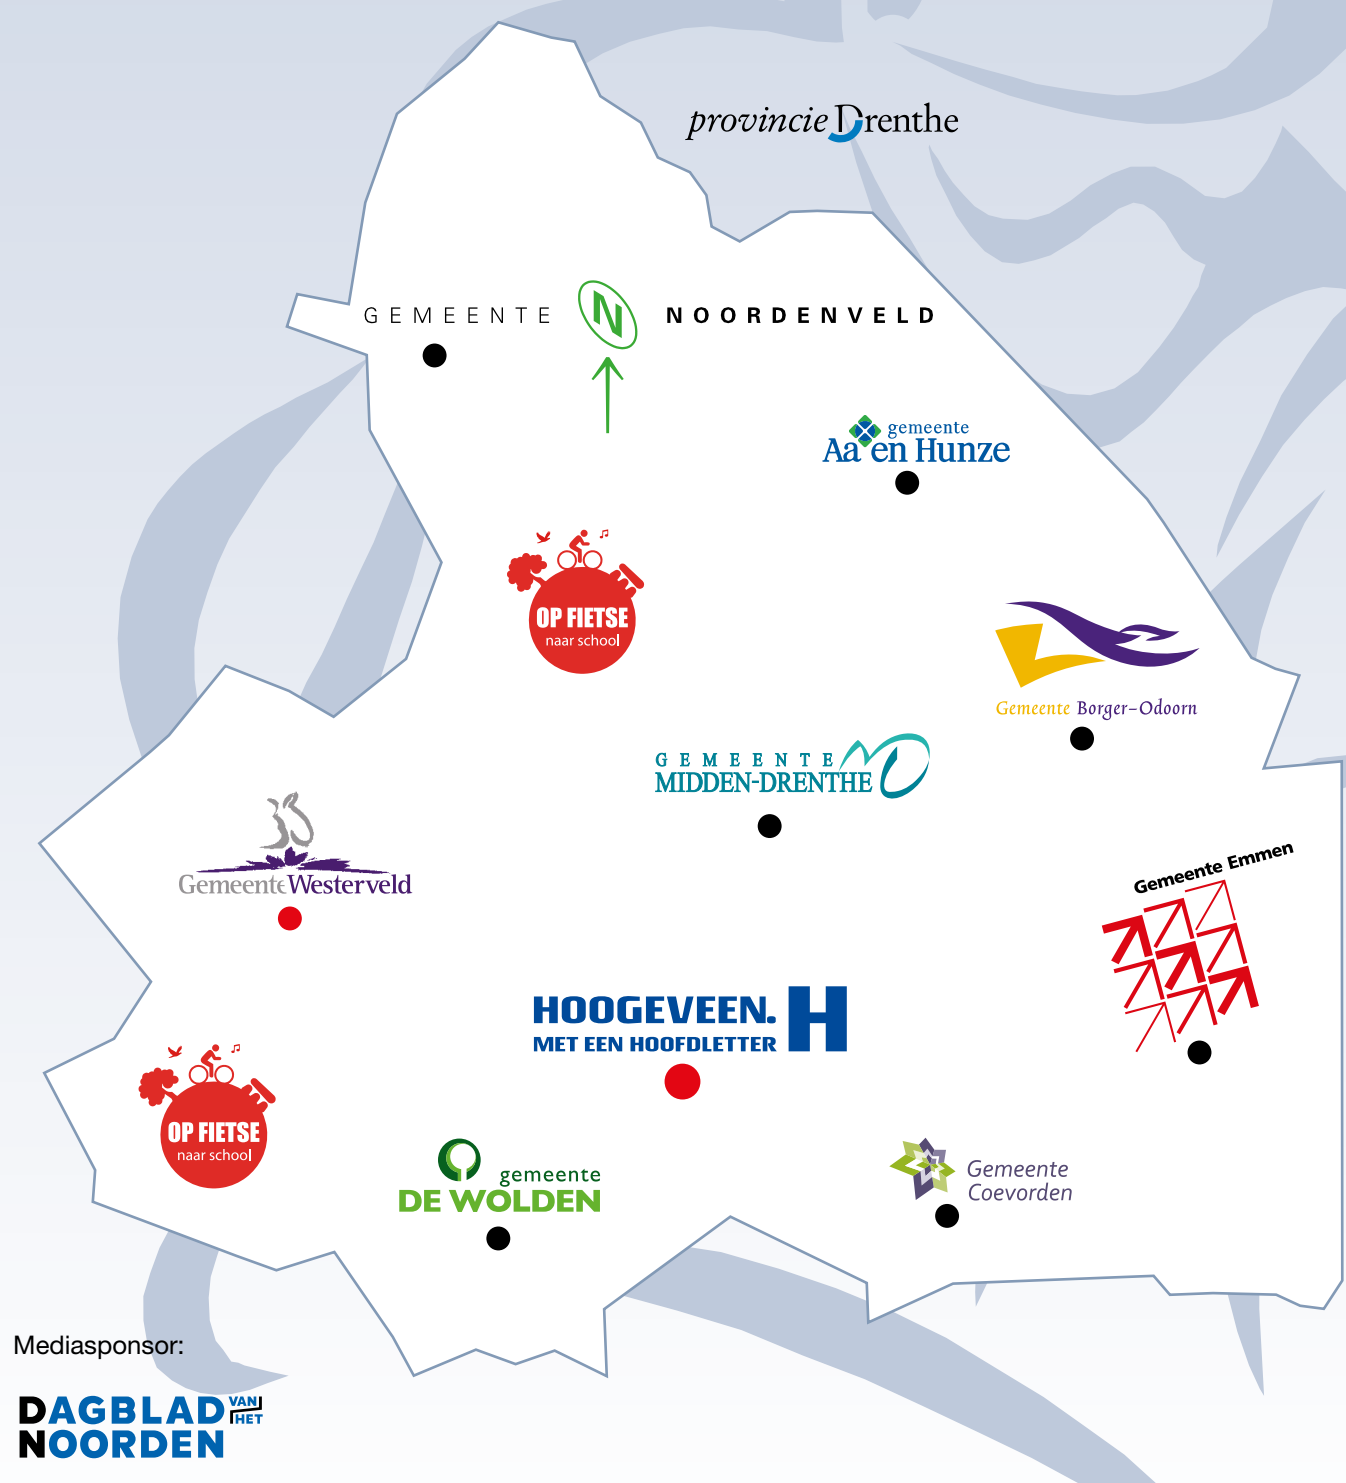 provincie Drenthe
GEMEENTE N NOORDENVELD
gemeente
Aa en Hunze
OP FIETSE
naar school
Gemeente Borger-Odoorn
GEMEENTE
MIDDEN-DRENTHE
GemeenteWesterveld
Gemeente Emmen
HOOGEVEEN. H
MET EEN HOOFDLETTER
OP FIETSE
naar school
gemeente
DE WOLDEN
Gemeente
Coevorden
Mediasponsor:
DAGBLAD VAN HET
NOORDEN